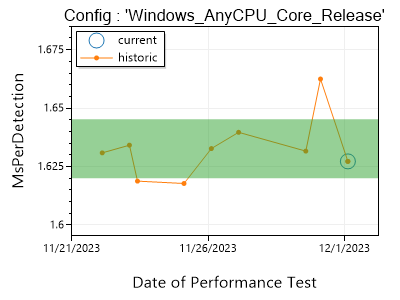 Config : 'Windows_AnyCPU_Core_Release'
current
historic
MsPerDetection
1.675
1.65
1.625
1.6
11/21/2023
11/26/2023
12/1/2023
Date of Performance Test